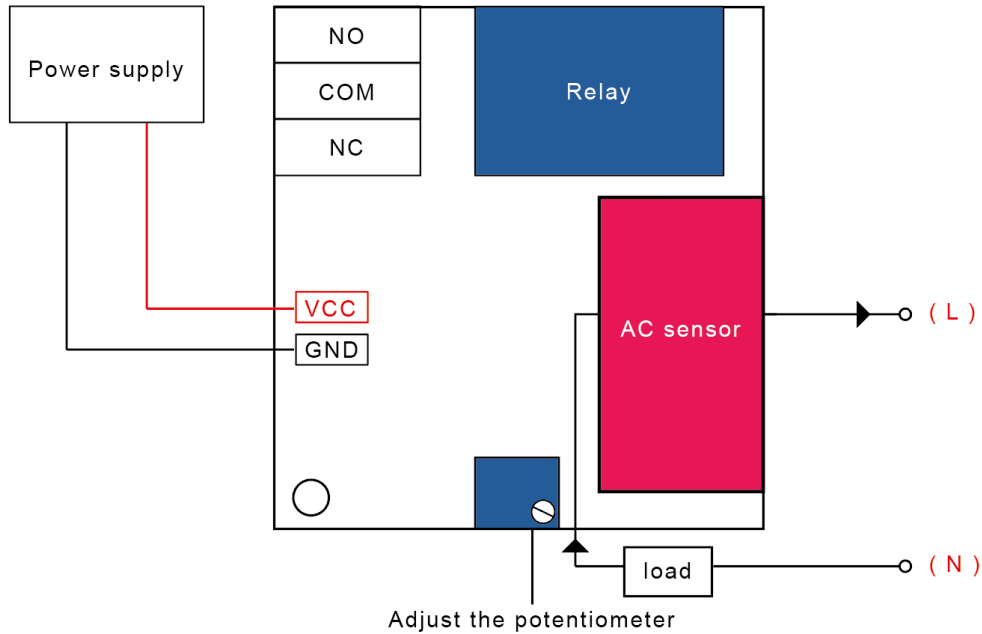 Power supply
NO
COM
NC
Relay
VCC
GND
AC sensor
( L )
load
( N )
Adjust the potentiometer